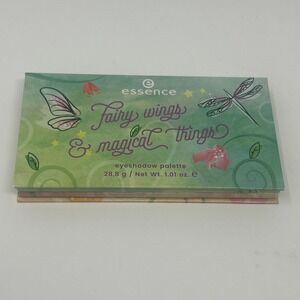 e
essence
Fairy wings
& magical things
eyeshadow palette
28,8 g / Net Wt. 1.01 oz. e